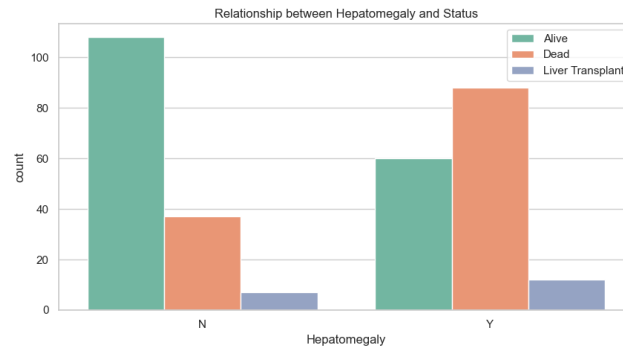 Relationship between Hepatomegaly and Status
Alive
Dead
Liver Transplant
100
80
60
40
20
0
count
N
Y
Hepatomegaly